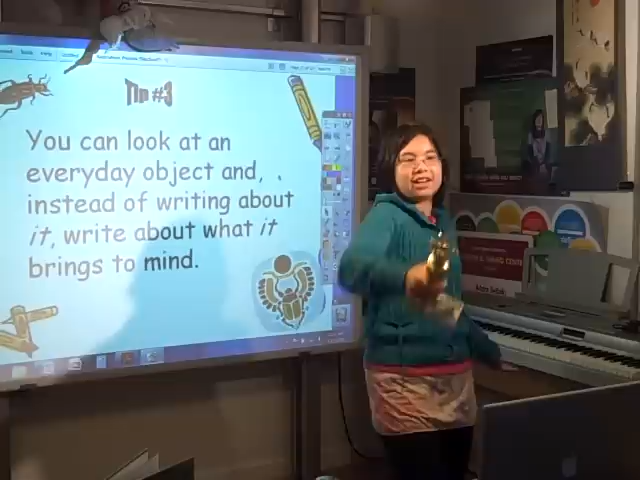 Tip #3
You can look at an
everyday object and,
instead of writing about
it, write about what it
brings to mind.